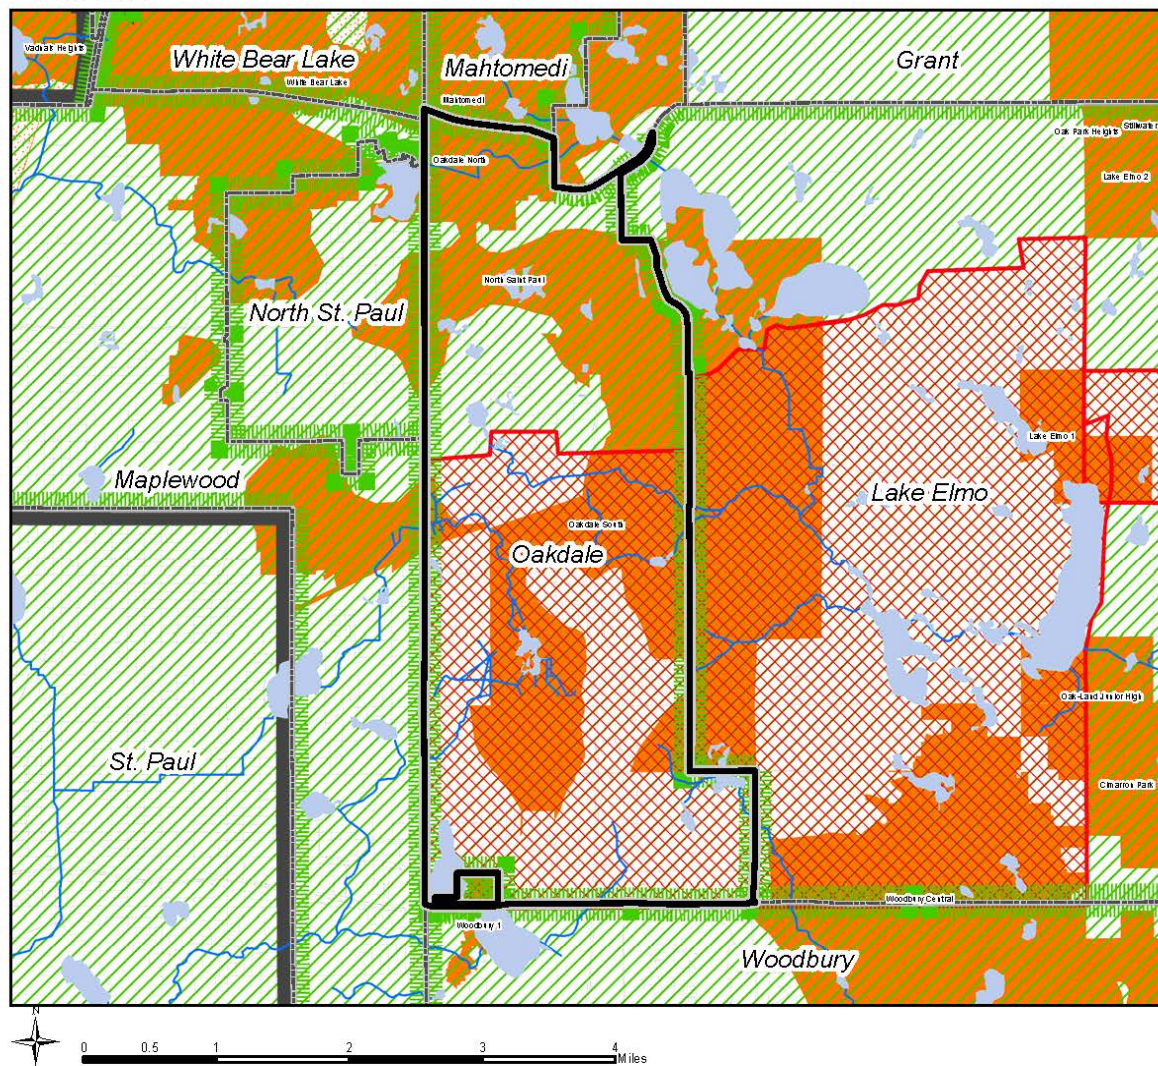 Vadnais Heights
White Bear Lake
White Bear Lake
Mahtomedi
Mahtomedi
Grant
Stillwater
Oak Park Heights
Oakdale North
Lake Elmo 2
North Saint Paul
North St. Paul
Lake Elmo 1
Maplewood
Lake Elmo
Oakdale South
Oakdale
Oak-Land Junior High
St. Paul
Cimarron Park
Woodbury Central
Woodbury 1
Woodbury
N
0 0.5 1 2 3 4
Miles